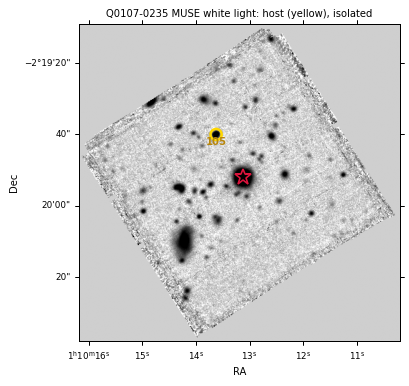 Q0107-0235 MUSE white light: host (yellow), isolated
−2°19'20"
40"
105
20'00"
20"
Dec
1ʰ10ᵐ16ˢ 15ˢ 14ˢ 13ˢ 12ˢ 11ˢ
RA